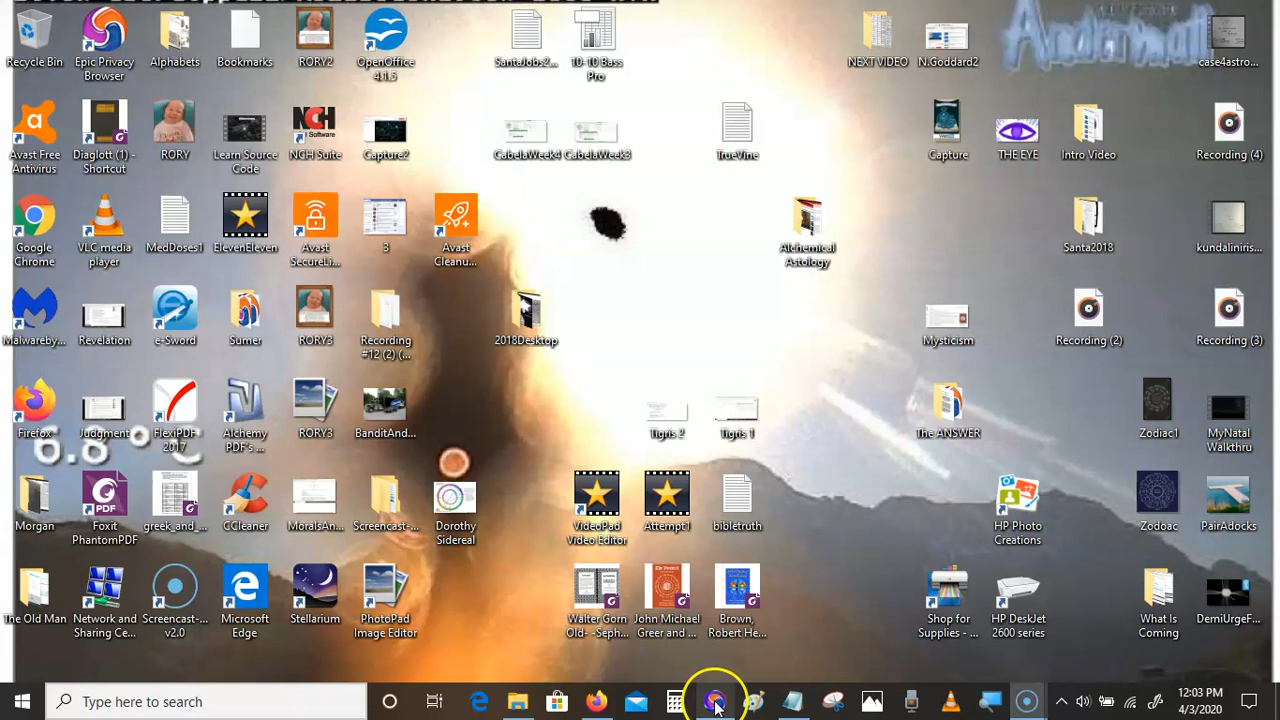 Recycle Bin
Epic Privacy
Browser
Alphabets
Bookmarks
RORY2
OpenOffice
4.1.5
SantaJobs2...
10-10 Bass
Pro
NEXT VIDEO
N.Goddard2
case4astro...
Avast Free
Antivirus
Diaglott (1) -
Shortcut
RORY
Learn Source
Code
NCH
Software
NCH Suite
Capture2
CabelaWeek4
CabelaWeek3
TrueVine
Capture
THE EYE
Intro Video
Recording (4)
Google
Chrome
VLC media
player
MedDoses1
ElevenEleven
Avast
SecureLi...
3
Avast
Cleanu...
Alchemical
Astology
Santa2018
kundaliniris...
Malwareby...
Revelation
e-Sword
Sumer
RORY3
Recording
#12 (2) (...
2018Desktop
Mysticism
Recording (2)
Recording (3)
Firefox
Judgment
FlexiPDF
2017
Alchemy
PDF's ...
RORY3
BanditAnd...
Tigris 2
Tigris 1
The ANSWER
Zodiac1
MyNatal
Walkthru
Morgan
PDF
Foxit
PhantomPDF
greek_and_...
CCleaner
MoralsAn...
Screencast-...
Dorothy
Sidereal
VideoPad
Video Editor
Attempt1
bibletruth
HP Photo
Creations
Zodoac
PairAdocks
The Old Man
Network and
Sharing Ce...
Screencast-...
v2.0
Microsoft
Edge
Stellarium
PhotoPad
Image Editor
Walter Gorn
Old- -Seph...
John Michael
Greer and ...
Brown,
Robert He...
Shop for
Supplies - ...
HP DeskJet
2600 series
What Is
Coming
DemiUrgeF...
Type here to search
12:03 PM
4/3/2020